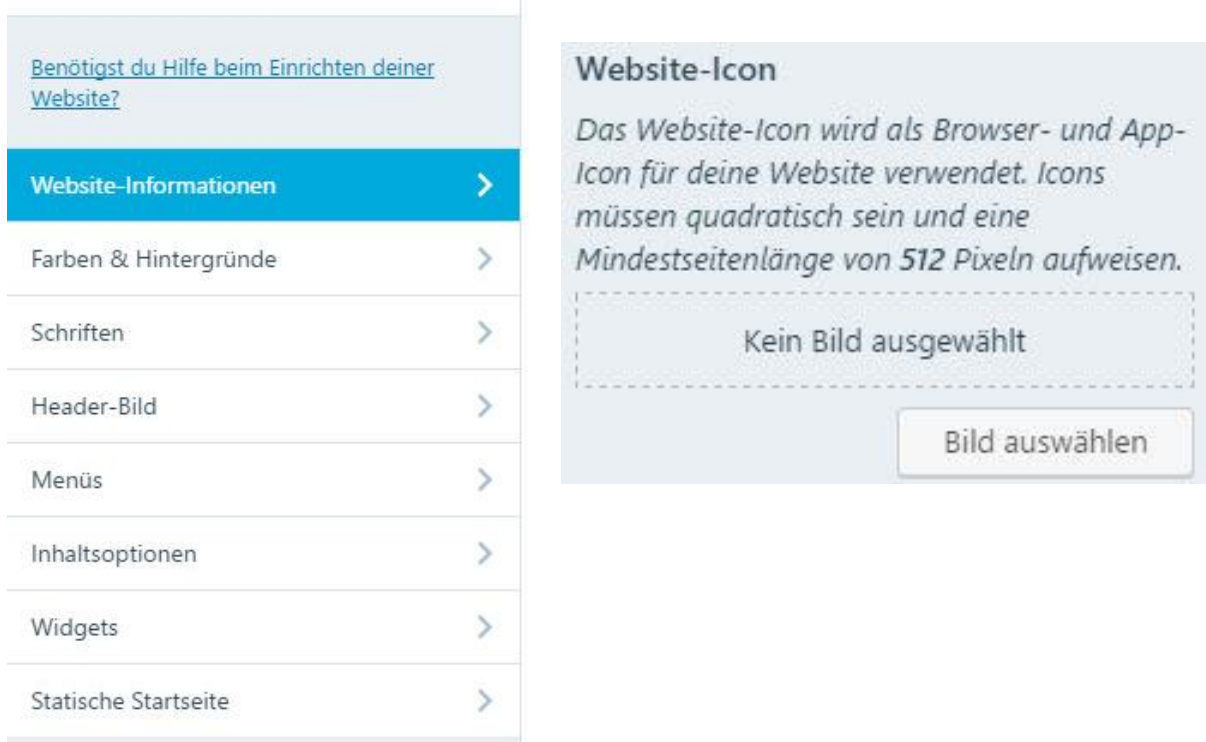 Benötigst du Hilfe beim Einrichten deiner
Website?
Website-Informationen
Farben & Hintergründe
Schriften
Header-Bild
Menüs
Inhaltsoptionen
Widgets
Statische Startseite
Website-Icon
Das Website-Icon wird als Browser- und App-
Icon für deine Website verwendet. Icons
müssen quadratisch sein und eine
Mindestseitenlänge von 512 Pixeln aufweisen.
Kein Bild ausgewählt
Bild auswählen